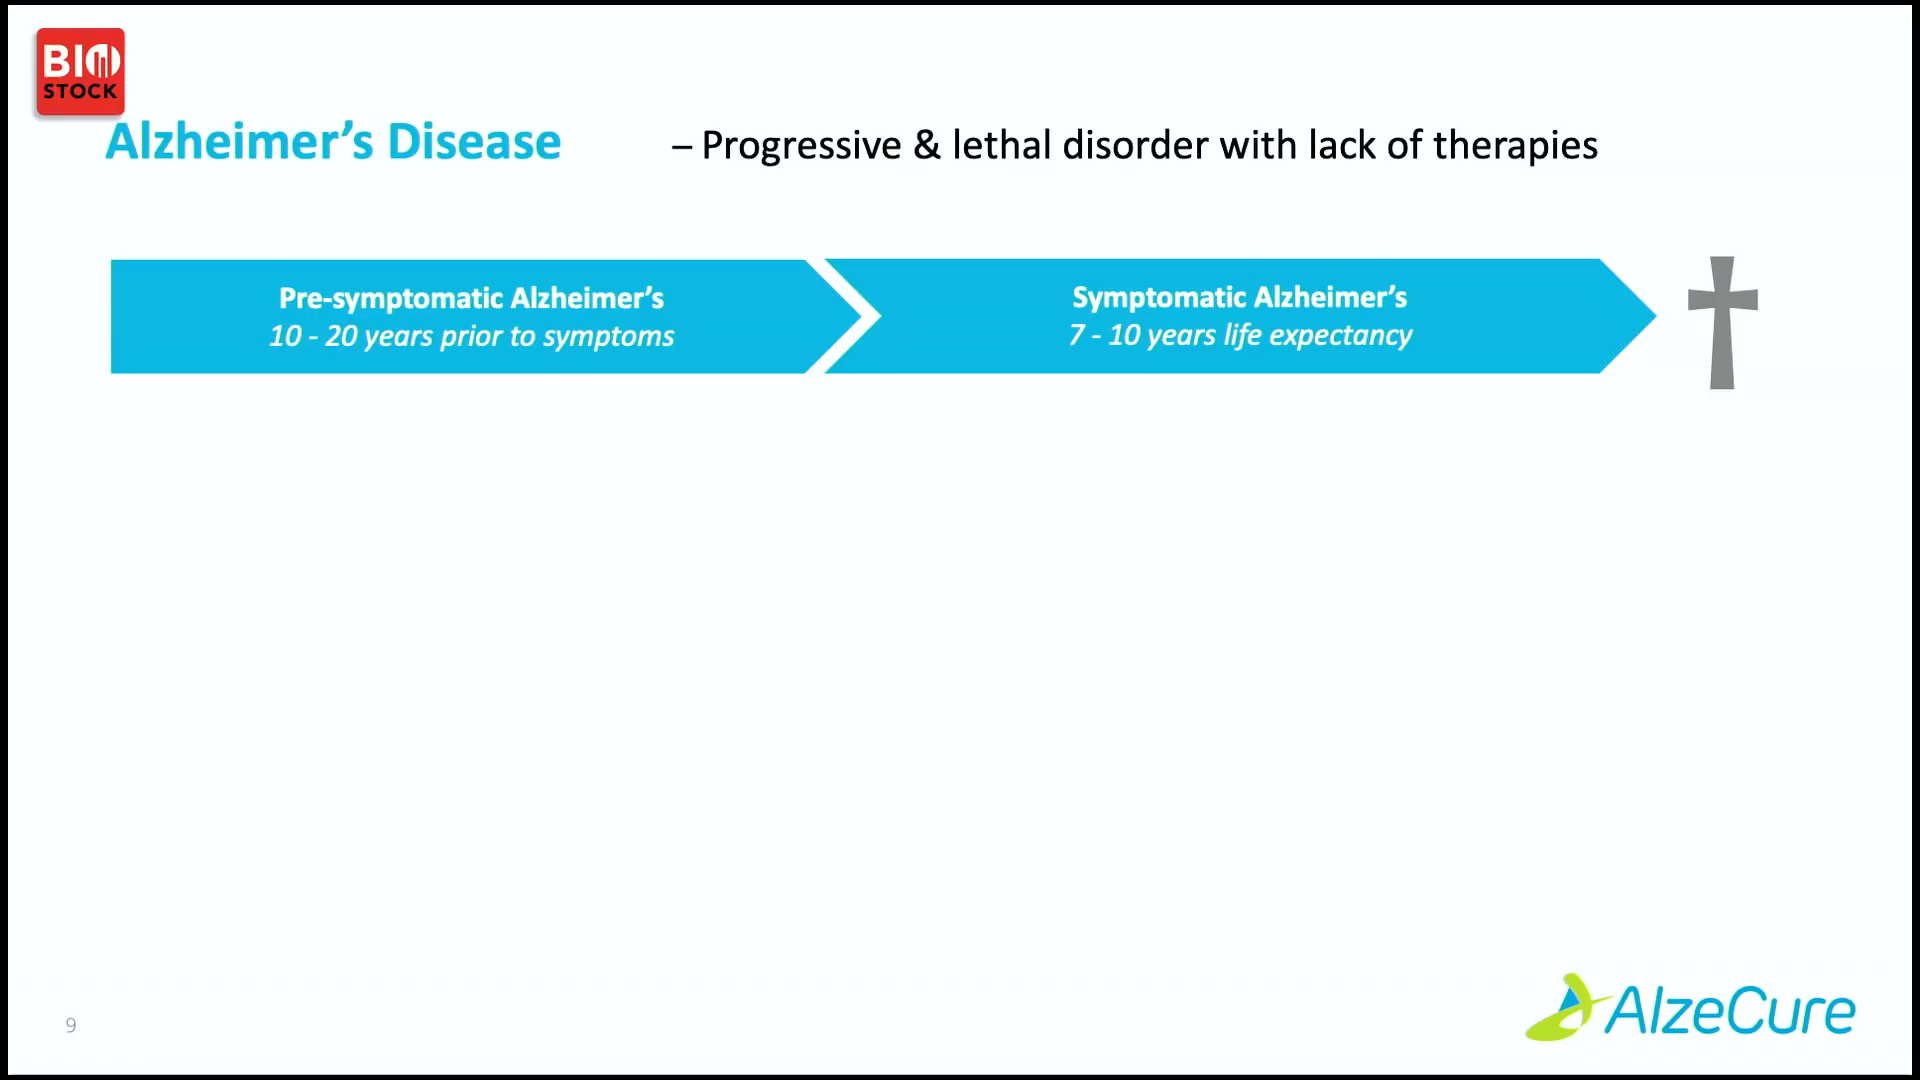 BIO
STOCK
Alzheimer’s Disease – Progressive & lethal disorder with lack of therapies
Pre-symptomatic Alzheimer’s
10 - 20 years prior to symptoms
Symptomatic Alzheimer’s
7 - 10 years life expectancy
9
AlzeCure